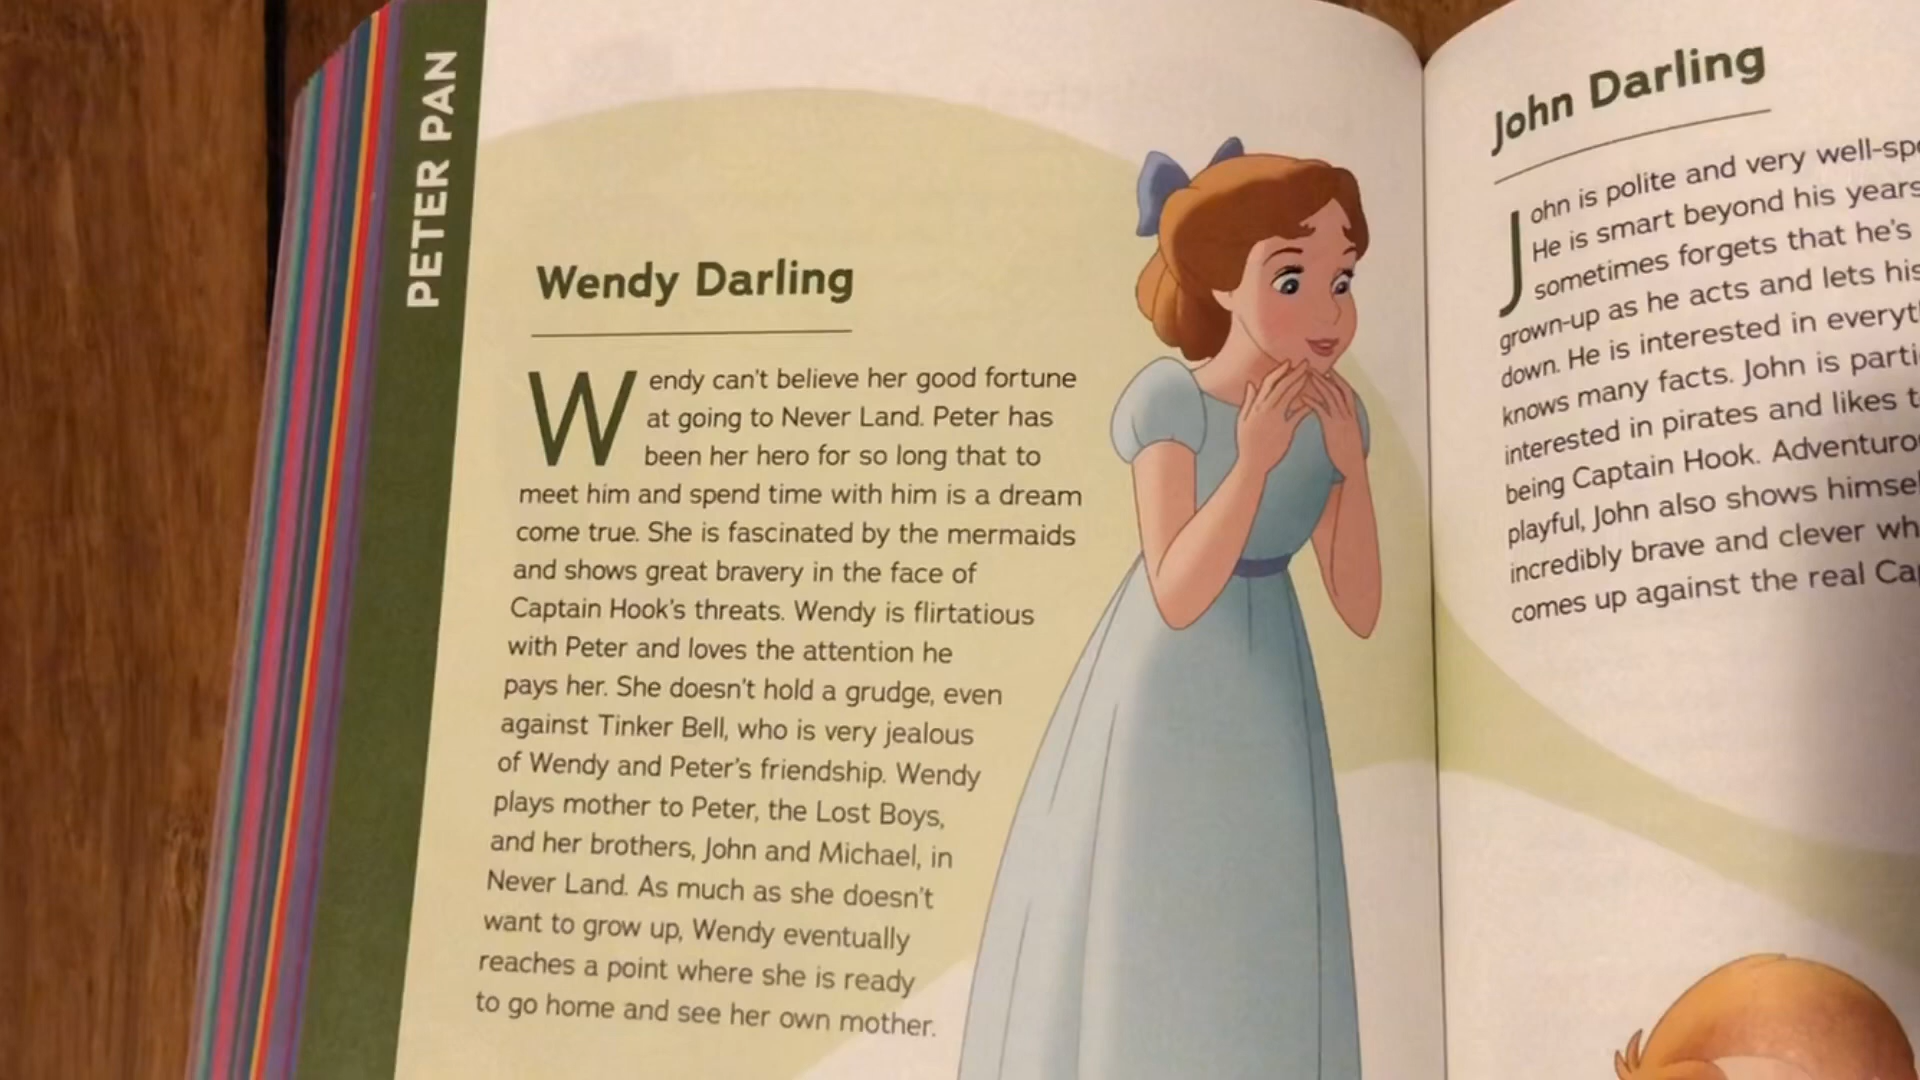 PETER PAN
Wendy Darling
Wendy can't believe her good fortune
at going to Never Land. Peter has
been her hero for so long that to
meet him and spend time with him is a dream
come true. She is fascinated by the mermaids
and shows great bravery in the face of
Captain Hook's threats. Wendy is flirtatious
with Peter and loves the attention he
pays her. She doesn't hold a grudge, even
against Tinker Bell, who is very jealous
of Wendy and Peter's friendship. Wendy
plays mother to Peter, the Lost Boys,
and her brothers, John and Michael, in
Never Land. As much as she doesn't
want to grow up, Wendy eventually
reaches a point where she is ready
to go home and see her own mother.
John Darling
John is polite and very
He is smart beyond his years
sometimes forgets that he's
grown-up as he acts and lets his
down. He is interested in
knows many facts. John is
interested in pirates and likes
being Captain Hook.
playful, John also shows
incredibly brave and clever
comes up against the real